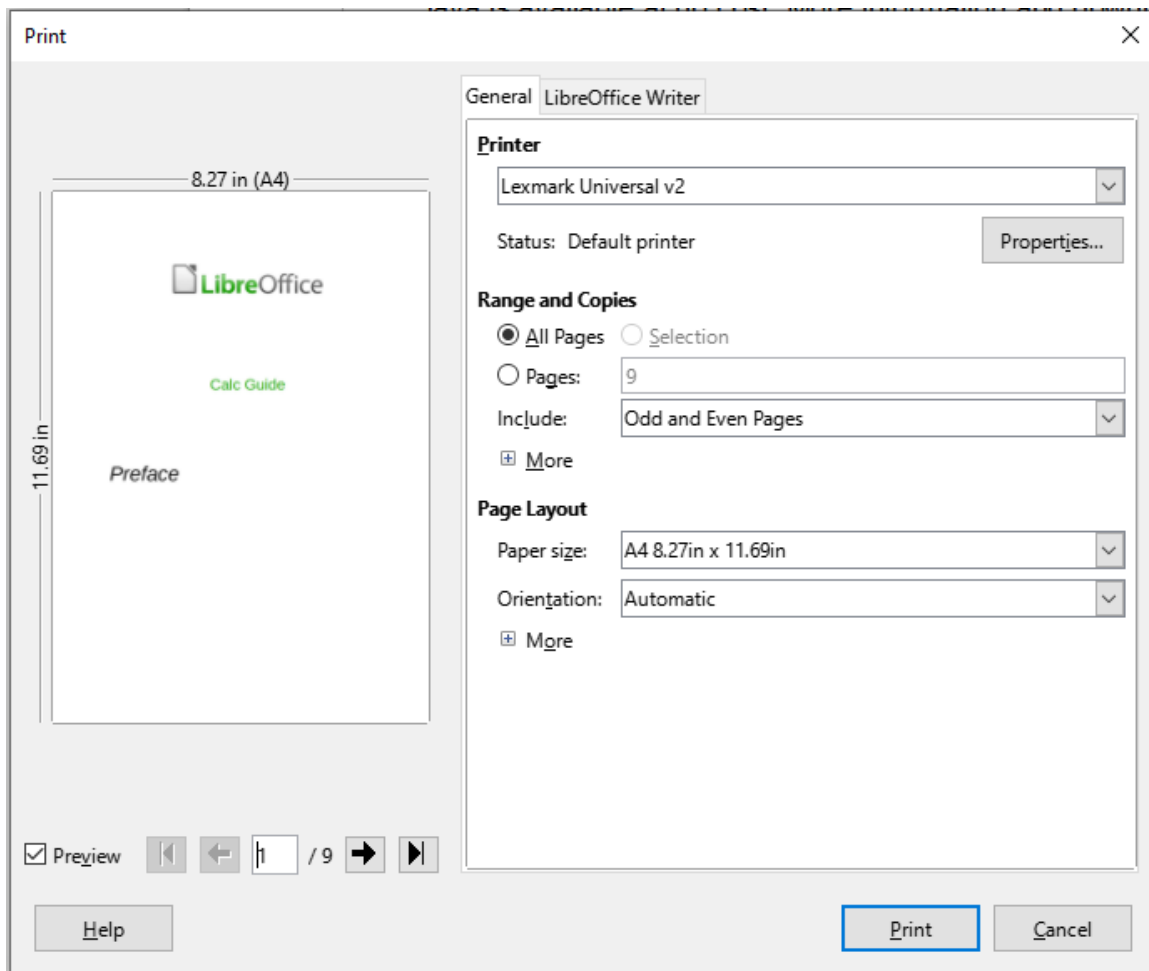 Print
General LibreOffice Writer
Printer
8.27 in (A4)
Lexmark Universal v2
Status: Default printer Properties...
LibreOffice
Range and Copies
All Pages Selection
Calc Guide
Pages: 9
Include: Odd and Even Pages
11.69 in
Preface
More
Page Layout
Paper size: A4 8.27in x 11.69in
Orientation: Automatic
More
Preview 1 / 9
Help Print Cancel